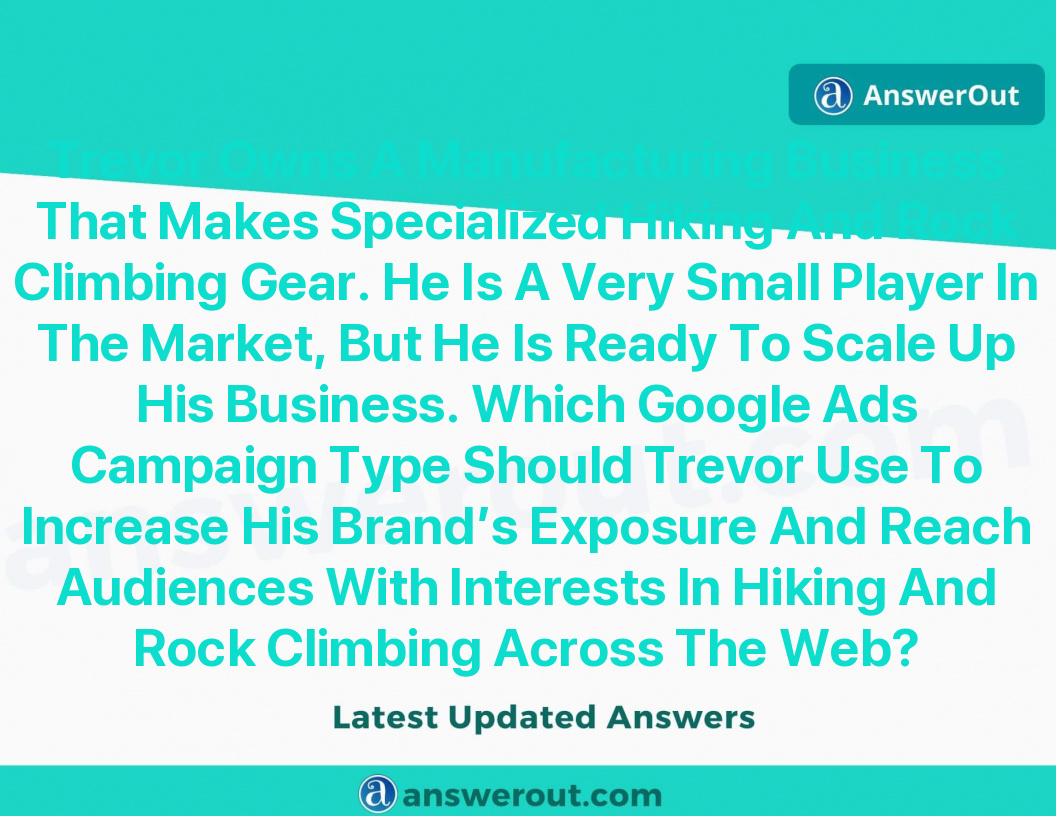 AnswerOut
Trevor Owns A Manufacturing Business
That Makes Specialized Hiking And Rock
Climbing Gear. He Is A Very Small Player In
The Market, But He Is Ready To Scale Up
His Business. Which Google Ads
Campaign Type Should Trevor Use To
Increase His Brand’s Exposure And Reach
Audiences With Interests In Hiking And
Rock Climbing Across The Web?
answerout.com
Latest Updated Answers
answerout.com